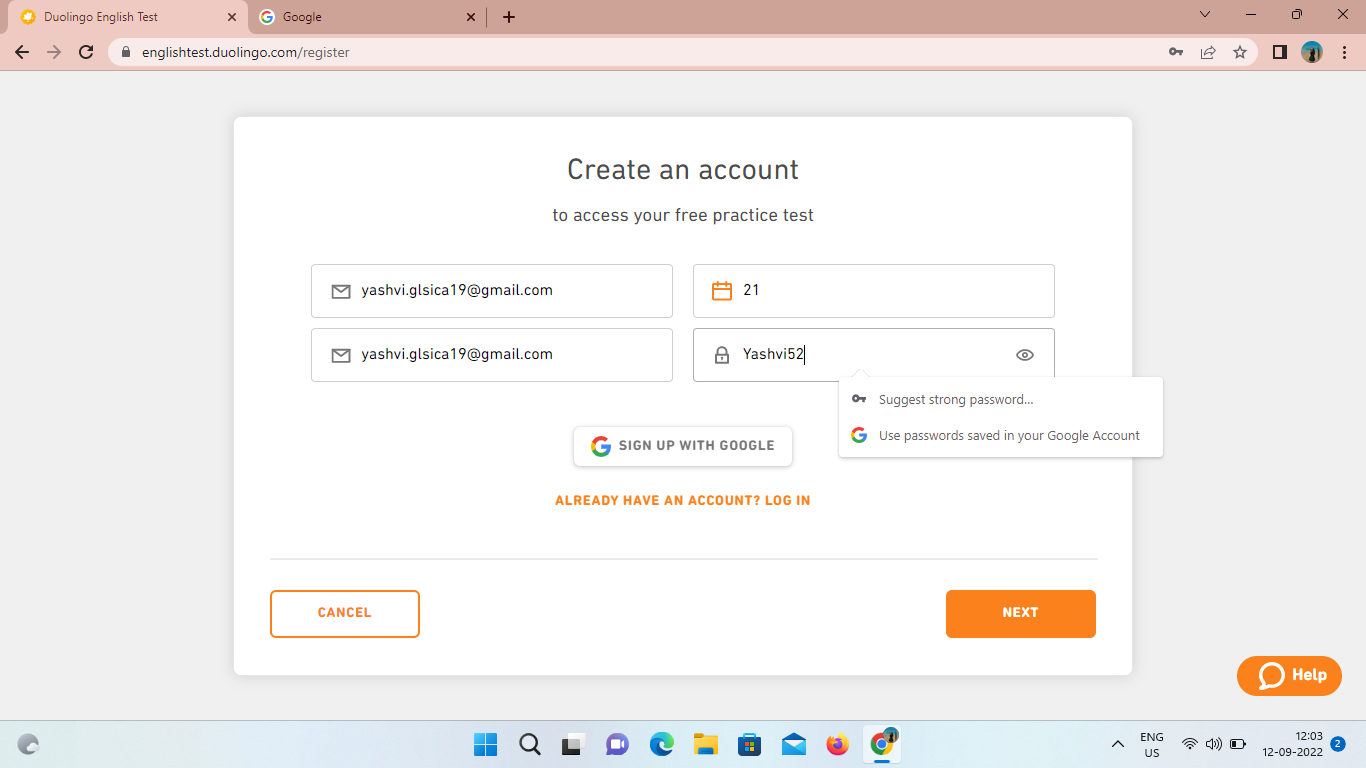 Duolingo English Test
Google
englishtest.duolingo.com/register
Create an account
to access your free practice test
yashvi.glsica19@gmail.com
21
yashvi.glsica19@gmail.com
Yashvi52
Suggest strong password...
Use passwords saved in your Google Account
SIGN UP WITH GOOGLE
ALREADY HAVE AN ACCOUNT? LOG IN
CANCEL
NEXT
Help
ENG
US
12:03
12-09-2022
2